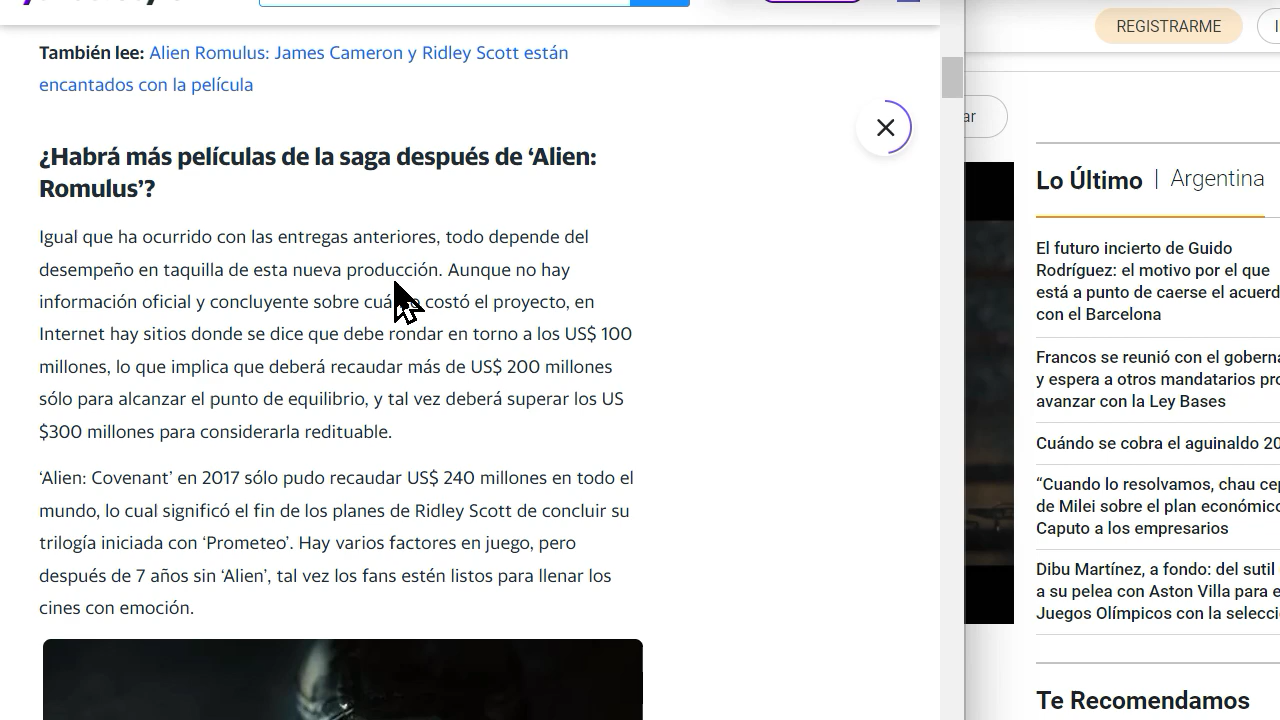 También lee: Alien Romulus: James Cameron y Ridley Scott están
encantados con la película
¿Habrá más películas de la saga después de ‘Alien:
Romulus’?
Igual que ha ocurrido con las entregas anteriores, todo depende del
desempeño en taquilla de esta nueva producción. Aunque no hay
información oficial y concluyente sobre cuánto costó el proyecto, en
Internet hay sitios donde se dice que debe rondar en torno a los US$ 100
millones, lo que implica que deberá recaudar más de US$ 200 millones
sólo para alcanzar el punto de equilibrio, y tal vez deberá superar los US
$300 millones para considerarla redituable.
‘Alien: Covenant’ en 2017 sólo pudo recaudar US$ 240 millones en todo el
mundo, lo cual significó el fin de los planes de Ridley Scott de concluir su
trilogía iniciada con ‘Prometeo’. Hay varios factores en juego, pero
después de 7 años sin ‘Alien’, tal vez los fans estén listos para llenar los
cines con emoción.
REGISTRARME
ar
Lo Último | Argentina
El futuro incierto de Guido
Rodríguez: el motivo por el que
está a punto de caerse el acuerd
con el Barcelona
Francos se reunió con el goberna
y espera a otros mandatarios pro
avanzar con la Ley Bases
Cuándo se cobra el aguinaldo 20
“Cuando lo resolvamos, chau cep
de Milei sobre el plan económico
Caputo a los empresarios
Dibu Martínez, a fondo: del sutil
a su pelea con Aston Villa para e
Juegos Olímpicos con la selecci
Te Recomendamos